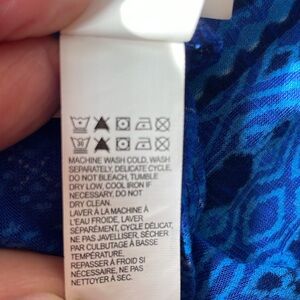 30
MACHINE WASH COLD, WASH
SEPARATELY, DELICATE CYCLE,
DO NOT BLEACH, TUMBLE
DRY LOW, COOL IRON IF
NECESSARY, DO NOT
DRY CLEAN.
LAVER À LA MACHINE À
L'EAU FROIDE, LAVER
SÉPARÉMENT, CYCLE DÉLICAT,
NE PAS JAVELLISER, SÉCHER
PAR CULBUTAGE À BASSE
TEMPÉRATURE,
REPASSER À FROID SI
NÉCESSAIRE, NE PAS
NETTOYER À SEC.